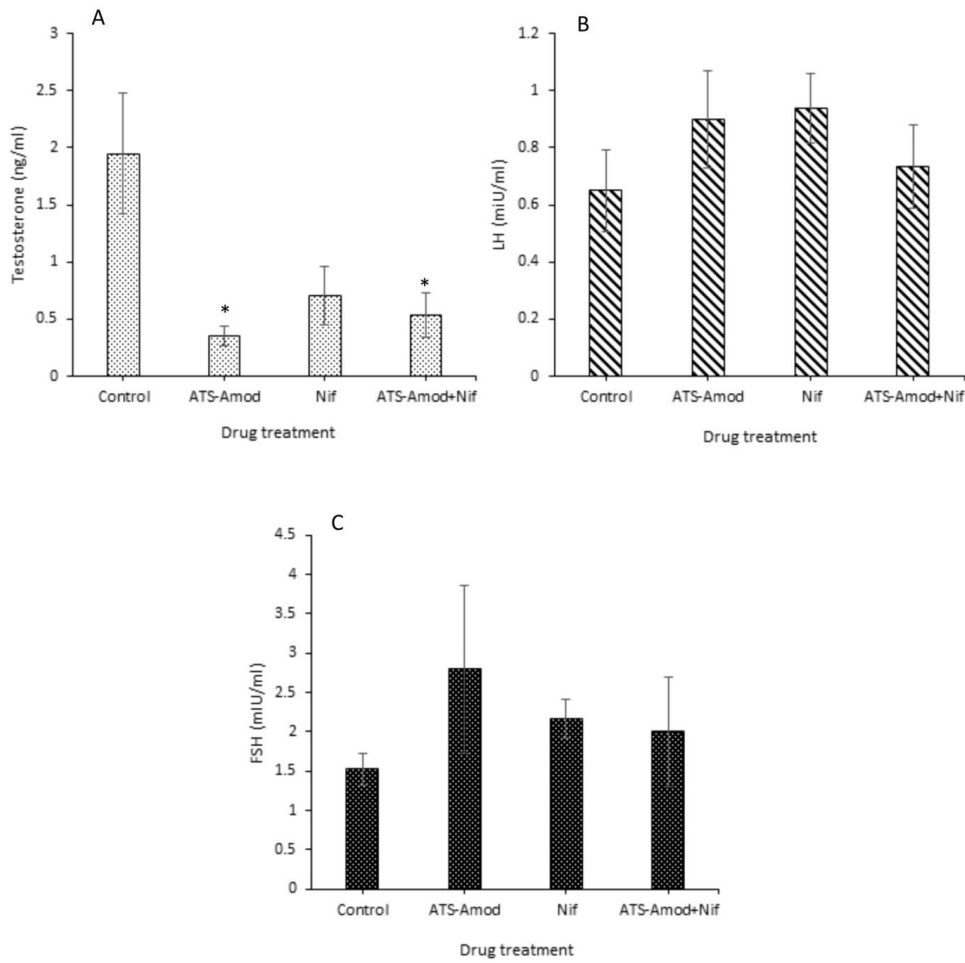 A
Testosterone (ng/ml)
3
2.5
2
1.5
1
0.5
0
*
*
Control
ATS-Amod
Nif
ATS-Amod+Nif
Drug treatment
B
LH (miU/ml)
1.2
1
0.8
0.6
0.4
0.2
0
Control
ATS-Amod
Nif
ATS-Amod+Nif
Drug treatment
C
FSH (mIU/ml)
4.5
4
3.5
3
2.5
2
1.5
1
0.5
0
Control
ATS-Amod
Nif
ATS-Amod+Nif
Drug treatment